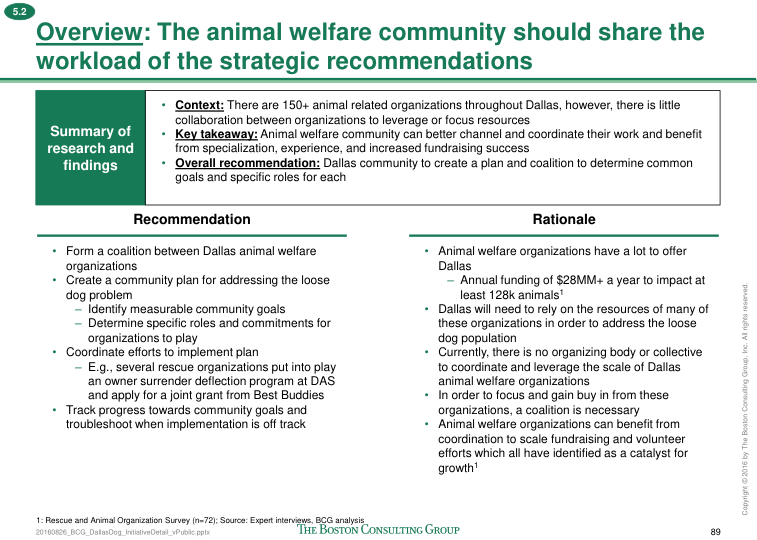 5.2
Overview: The animal welfare community should share the
workload of the strategic recommendations
Summary of
research and
findings
• Context: There are 150+ animal related organizations throughout Dallas, however, there is little
collaboration between organizations to leverage or focus resources
• Key takeaway: Animal welfare community can better channel and coordinate their work and benefit
from specialization, experience, and increased fundraising success
• Overall recommendation: Dallas community to create a plan and coalition to determine common
goals and specific roles for each
Recommendation
• Form a coalition between Dallas animal welfare
organizations
• Create a community plan for addressing the loose
dog problem
– Identify measurable community goals
– Determine specific roles and commitments for
organizations to play
• Coordinate efforts to implement plan
– E.g., several rescue organizations put into play
an owner surrender deflection program at DAS
and apply for a joint grant from Best Buddies
• Track progress towards community goals and
troubleshoot when implementation is off track
Rationale
• Animal welfare organizations have a lot to offer
Dallas
– Annual funding of $28MM+ a year to impact at
least 128k animals¹
• Dallas will need to rely on the resources of many of
these organizations in order to address the loose
dog population
• Currently, there is no organizing body or collective
to coordinate and leverage the scale of Dallas
animal welfare organizations
• In order to focus and gain buy in from these
organizations, a coalition is necessary
• Animal welfare organizations can benefit from
coordination to scale fundraising and volunteer
efforts which all have identified as a catalyst for
growth¹
1: Rescue and Animal Organization Survey (n=72); Source: Expert interviews, BCG analysis
20160826_BCG_DallasDog_InitiativeDetail_vPublic.pptx
THE BOSTON CONSULTING GROUP
89
Copyright © 2016 by The Boston Consulting Group, Inc. All rights reserved.